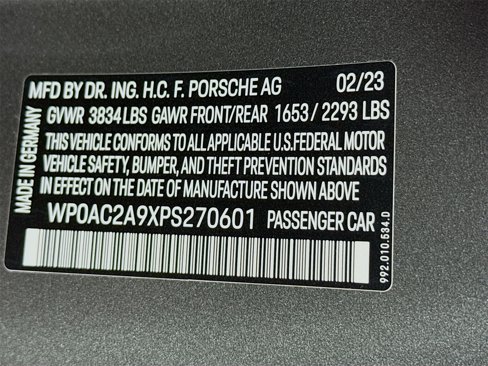 MFD BY DR. ING. H.C. F. PORSCHE AG 02/23
GVWR 3834 LBS GAWR FRONT/REAR 1653 / 2293 LBS
THIS VEHICLE CONFORMS TO ALL APPLICABLE U.S. FEDERAL MOTOR
VEHICLE SAFETY, BUMPER, AND THEFT PREVENTION STANDARDS
IN EFFECT ON THE DATE OF MANUFACTURE SHOWN ABOVE
WP0AC2A9XPS270601 PASSENGER CAR
MADE IN GERMANY
992.010.534.D